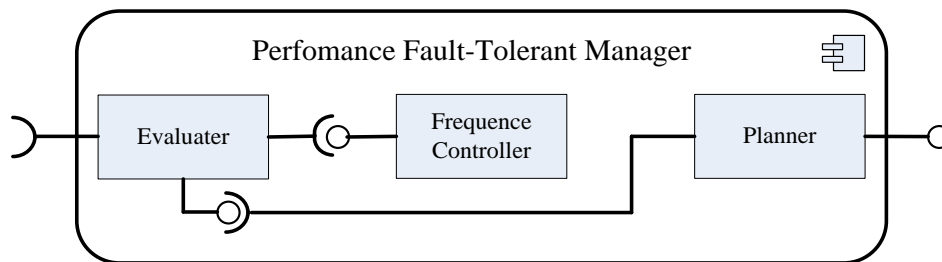 Perfomance Fault-Tolerant Manager
Evaluater
Frequence
Controller
Planner